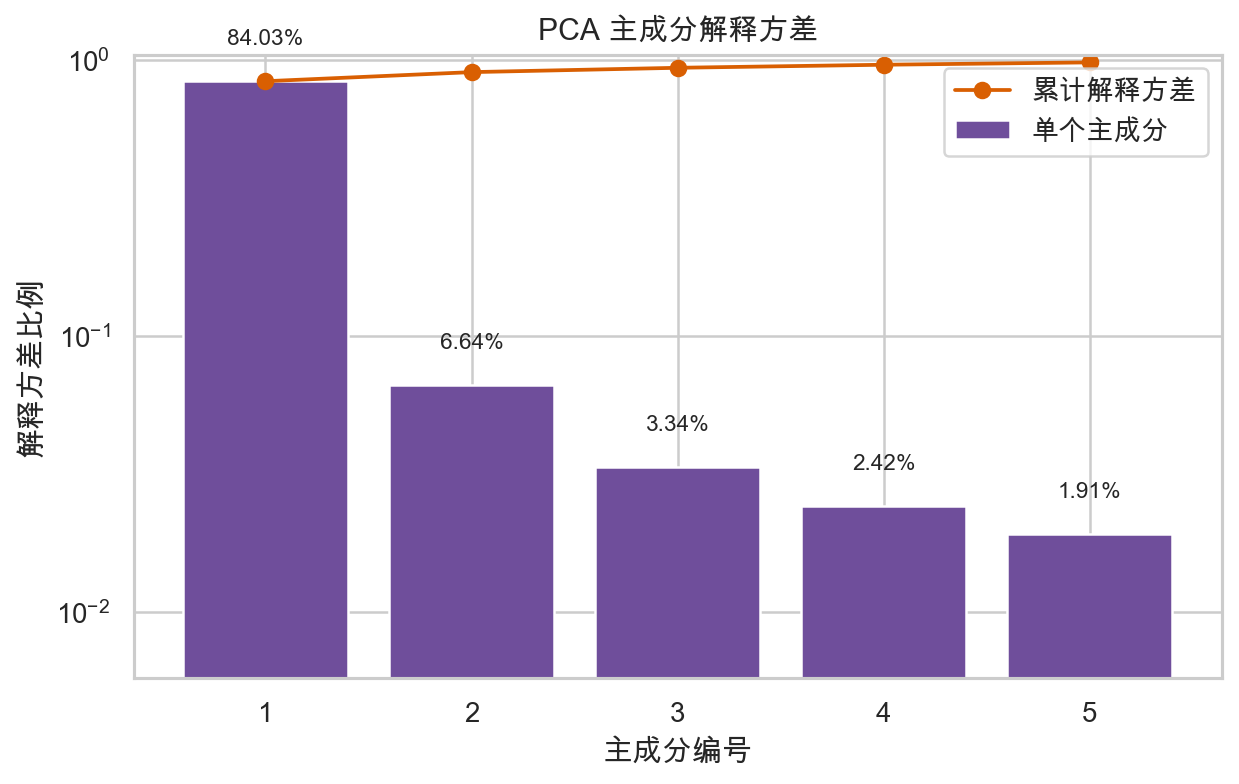 PCA 主成分解释方差
84.03%
10⁰
累计解释方差
单个主成分
10⁻¹
6.64%
3.34%
2.42%
1.91%
10⁻²
解释方差比例
1 2 3 4 5
主成分编号